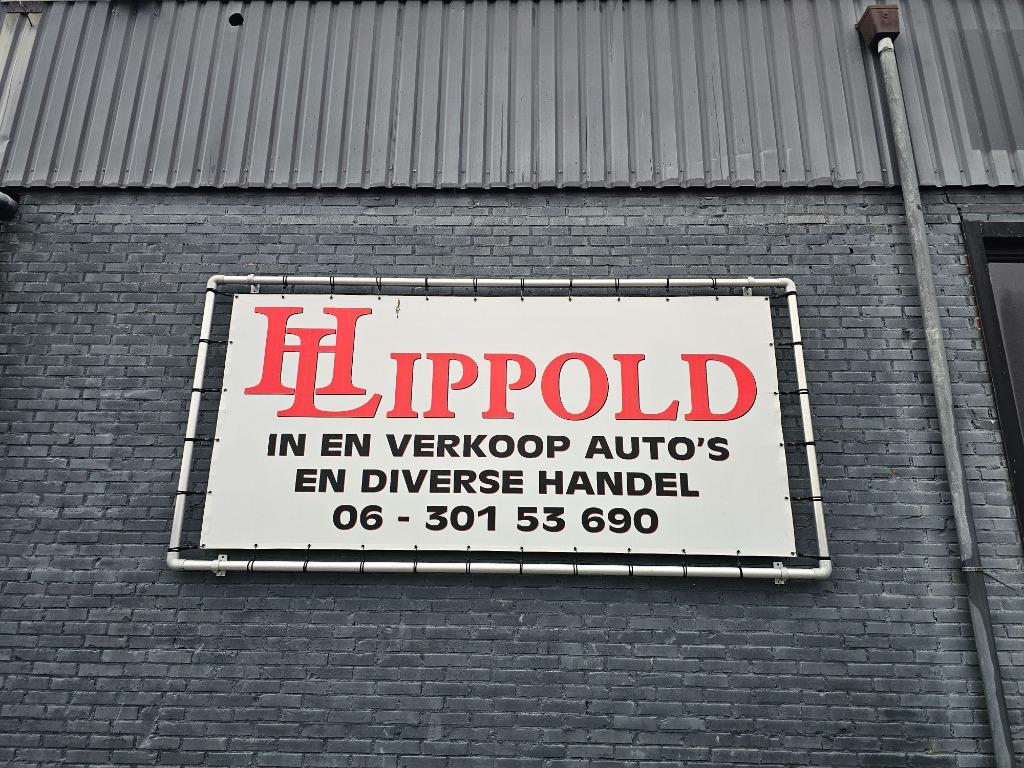 HLIPPOLD
IN EN VERKOOP AUTO'S
EN DIVERSE HANDEL
06 - 301 53 690